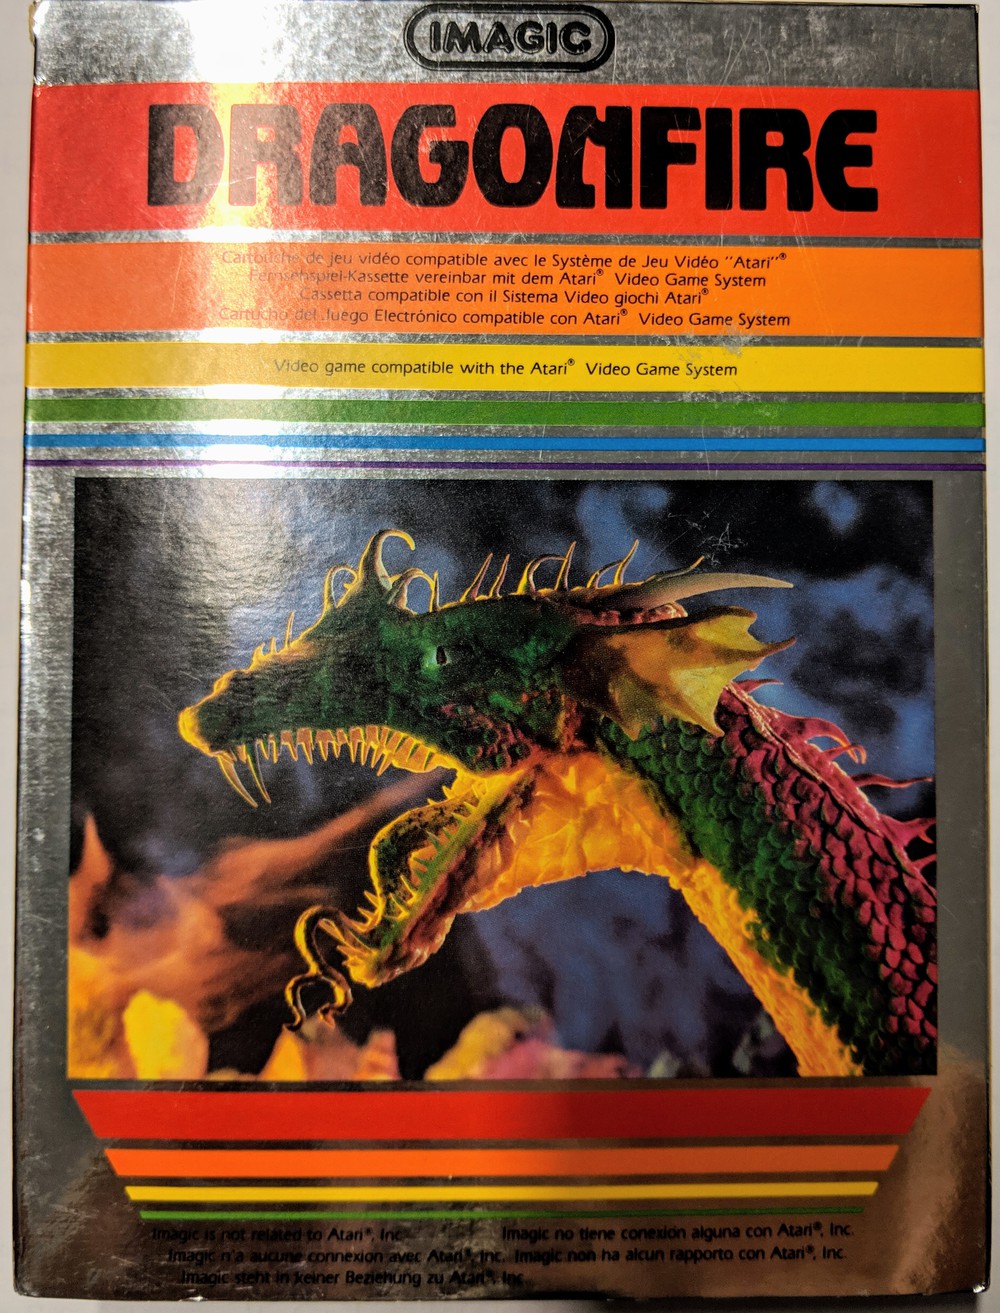 IMAGIC
DRAGONFIRE
Cartouche de jeu vidéo compatible avec le Système de Jeu Vidéo "Atari"®
Fernsehspiel-Kassette vereinbar mit dem Atari® Video Game System
Cassetta compatible con il Sistema Video giochi Atari®
Cartucho del Juego Electrónico compatible con Atari® Video Game System
Video game compatible with the Atari® Video Game System
Imagic is not related to Atari®, Inc. Imagic no tiene conexión alguna con Atari®, Inc.
Imagic n'a aucune connexion avec Atari®, Inc. Imagic non ha alcun rapporto con Atari®, Inc.
Imagic steht in keiner Beziehung zu Atari®, Inc.